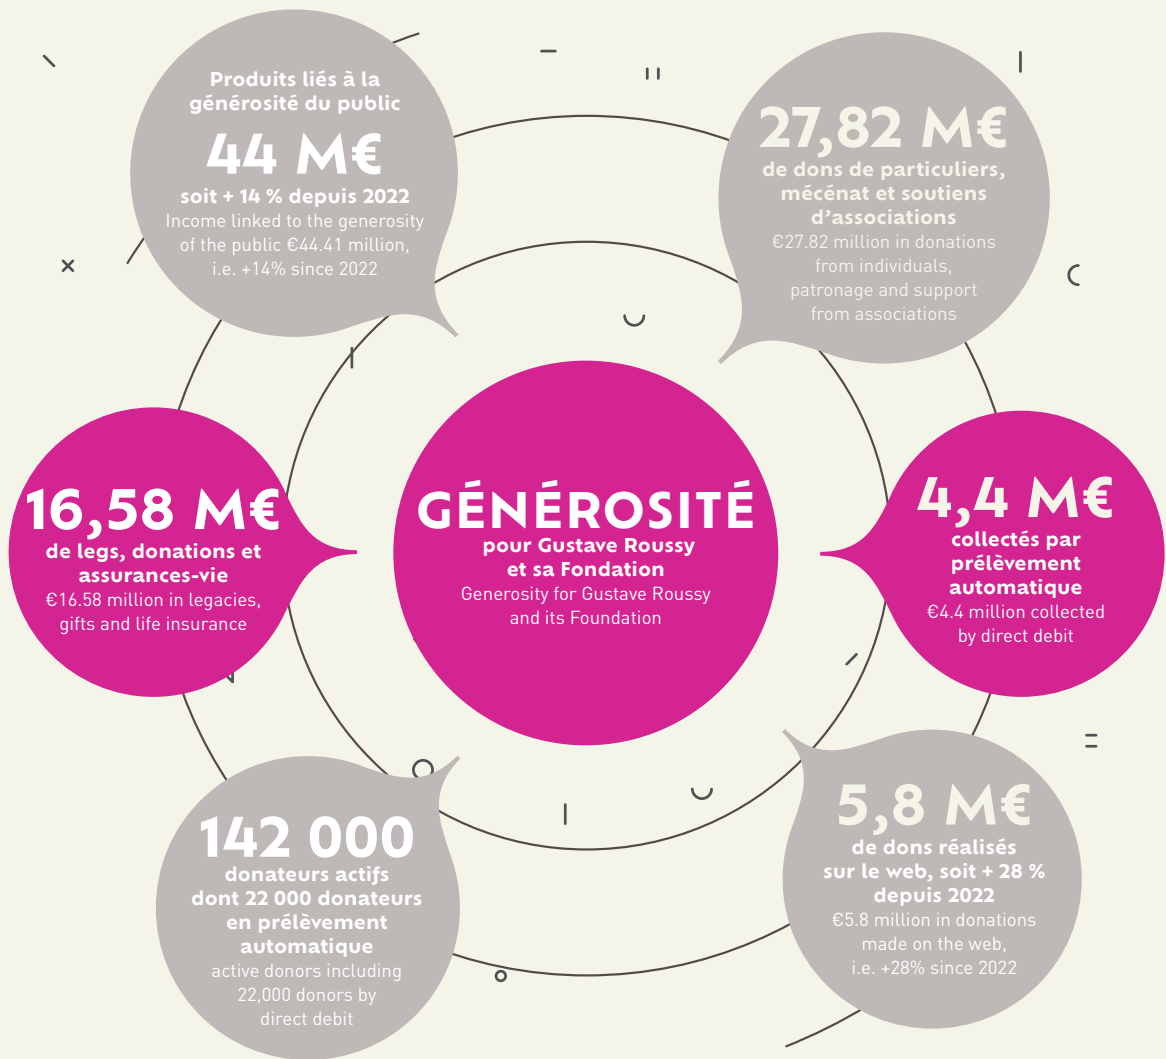 Produits liés à la
générosité du public
44 M€
soit + 14 % depuis 2022
Income linked to the generosity
of the public €44.41 million,
i.e. +14% since 2022
27,82 M€
de dons de particuliers,
mécénat et soutiens
d’associations
€27.82 million in donations
from individuals,
patronage and support
from associations
16,58 M€
de legs, donations et
assurances-vie
€16.58 million in legacies,
gifts and life insurance
GÉNÉROSITÉ
pour Gustave Roussy
et sa Fondation
Generosity for Gustave Roussy
and its Foundation
4,4 M€
collectés par
prélèvement
automatique
€4.4 million collected
by direct debit
142 000
donateurs actifs
dont 22 000 donateurs
en prélèvement
automatique
active donors including
22,000 donors by
direct debit
5,8 M€
de dons réalisés
sur le web, soit + 28 %
depuis 2022
€5.8 million in donations
made on the web,
i.e. +28% since 2022